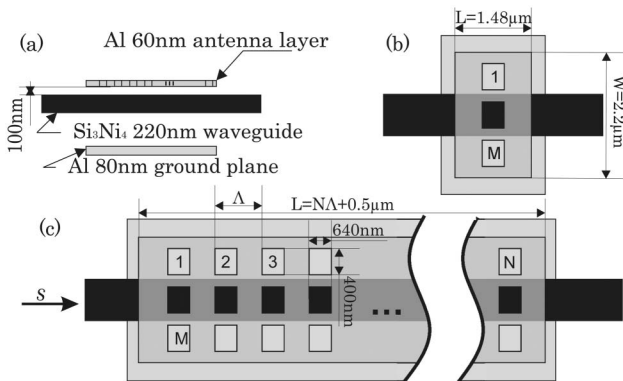 (a)
Al 60nm antenna layer
100nm
Si₃Ni₄ 220nm waveguide
Al 80nm ground plane
(b)
L=1.48µm
W=2.2µm
1
M
(c)
Λ
L=NΛ+0.5µm
640nm
400nm
1
2
3
N
S
...
M